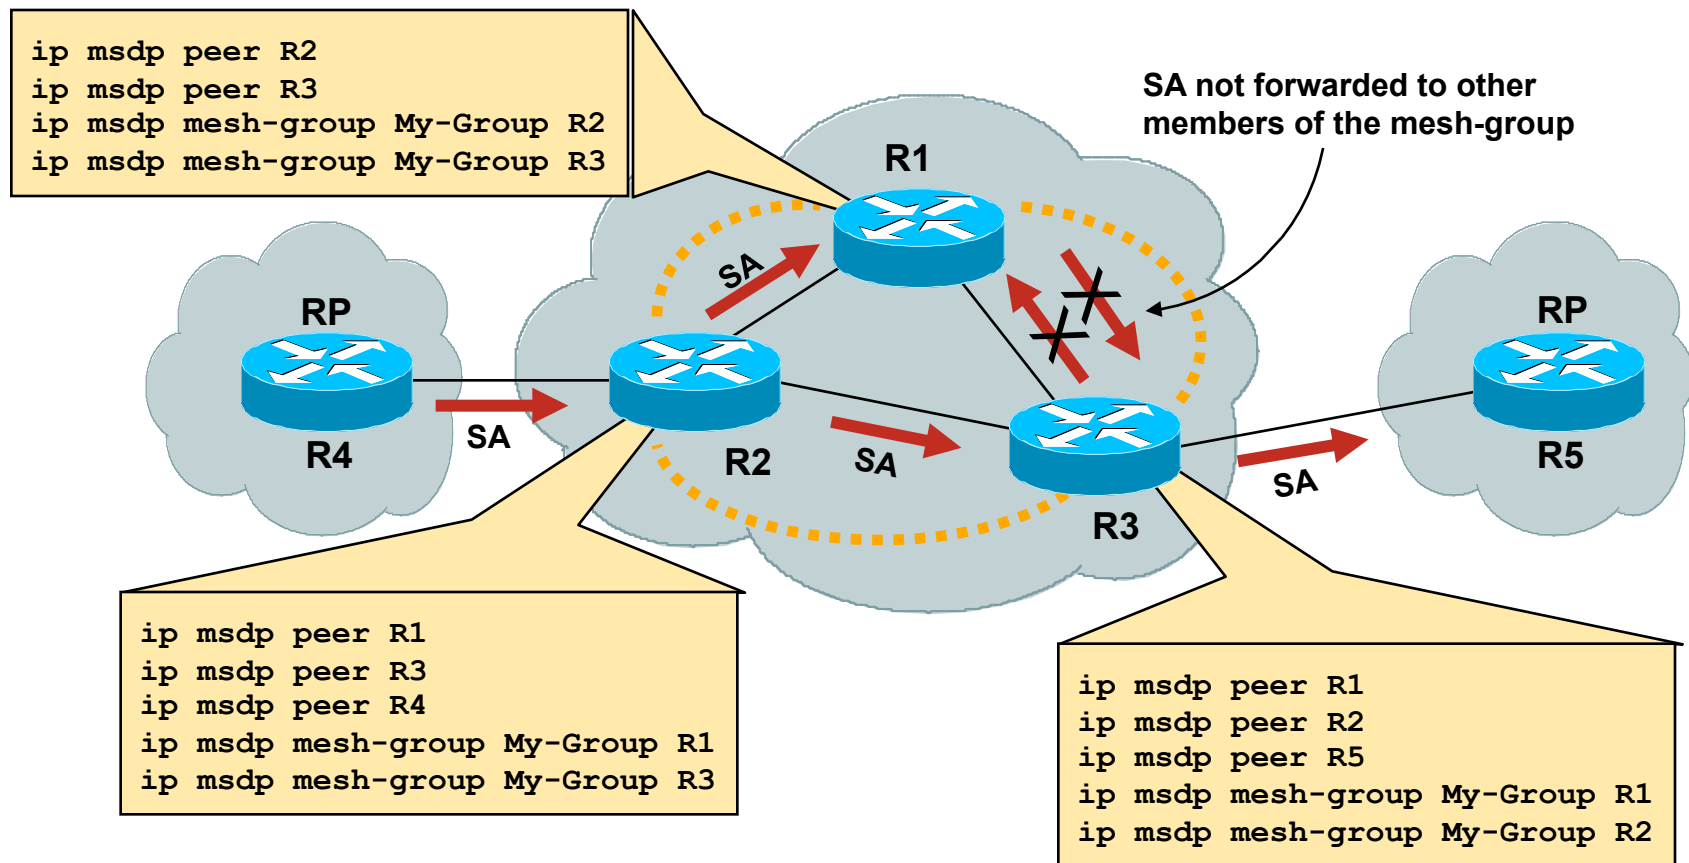 ip msdp peer R2
ip msdp peer R3
ip msdp mesh-group My-Group R2
ip msdp mesh-group My-Group R3
SA not forwarded to other
members of the mesh-group
R1
SA
RP
R4
SA
R2
SA
R3
SA
RP
R5
ip msdp peer R1
ip msdp peer R3
ip msdp peer R4
ip msdp mesh-group My-Group R1
ip msdp mesh-group My-Group R3
ip msdp peer R1
ip msdp peer R2
ip msdp peer R5
ip msdp mesh-group My-Group R1
ip msdp mesh-group My-Group R2